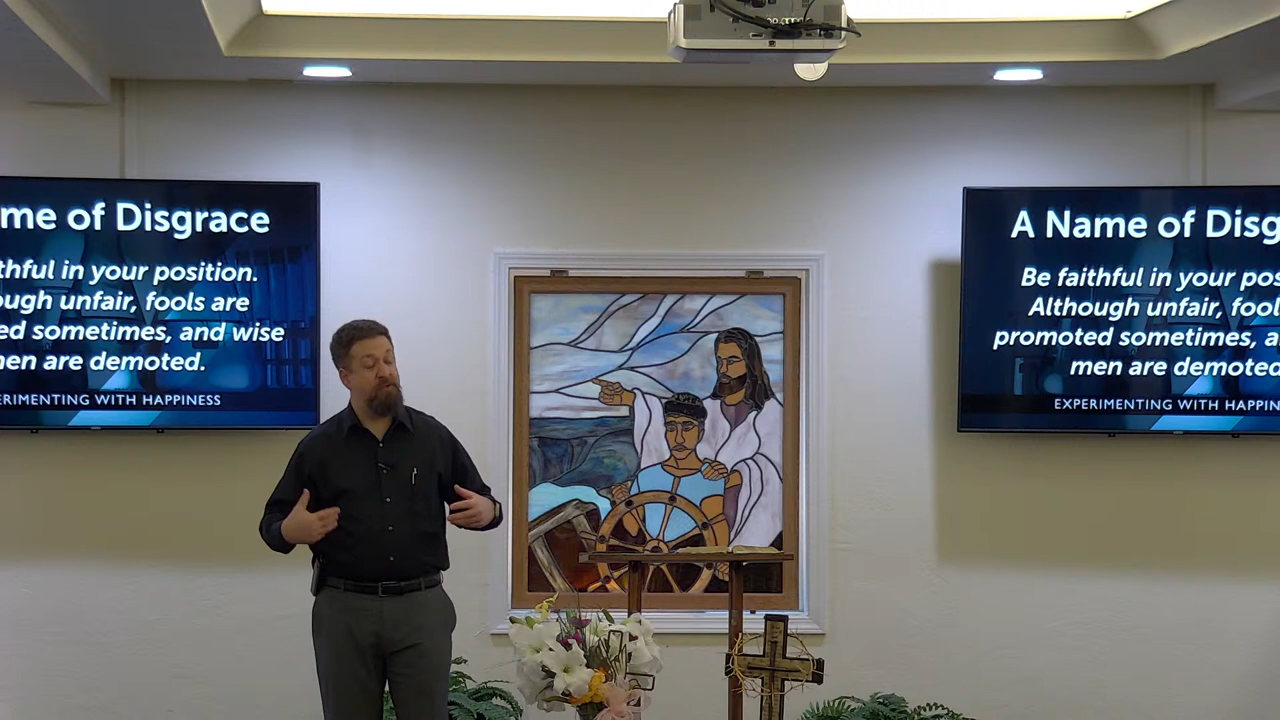 me of Disgrace
thful in your position.
ough unfair, fools are
ed sometimes, and wise
en are demoted.
ERIMENTING WITH HAPPINESS
A Name of Disg
Be faithful in your pos
Although unfair, fool
promoted sometimes, a
men are demoted
EXPERIMENTING WITH HAPPIN